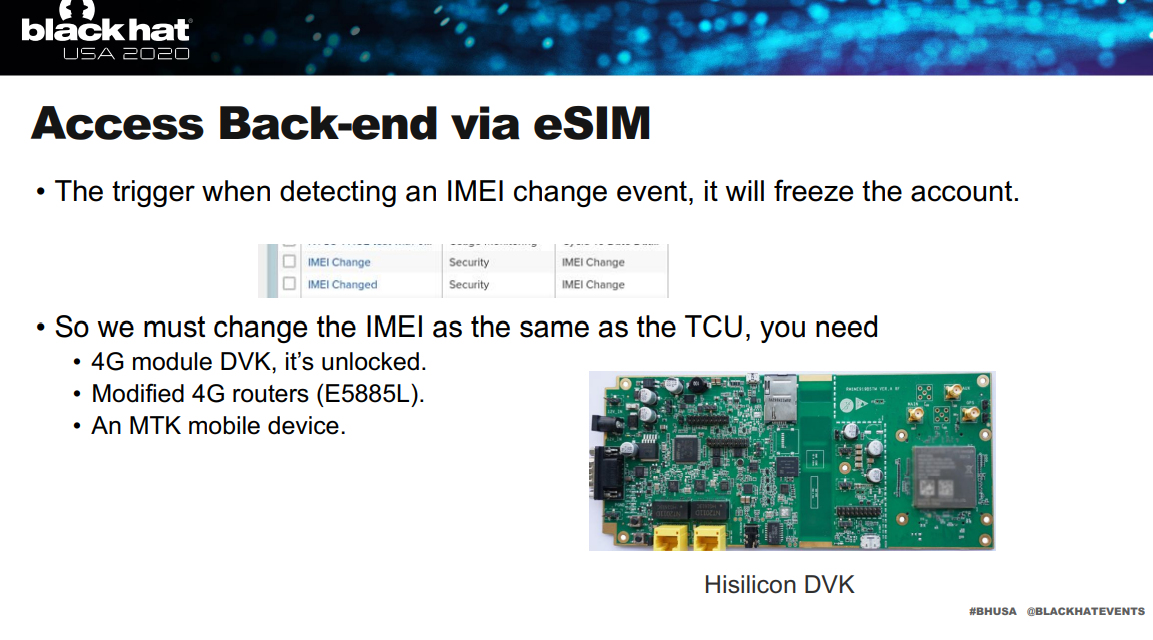 black hat
USA 2020
Access Back-end via eSIM
• The trigger when detecting an IMEI change event, it will freeze the account.
IMEI Change Security IMEI Change
IMEI Changed Security IMEI Change
• So we must change the IMEI as the same as the TCU, you need
• 4G module DVK, it’s unlocked.
• Modified 4G routers (E5885L).
• An MTK mobile device.
Hisilicon DVK
#BHUSA @BLACKHATEVENTS